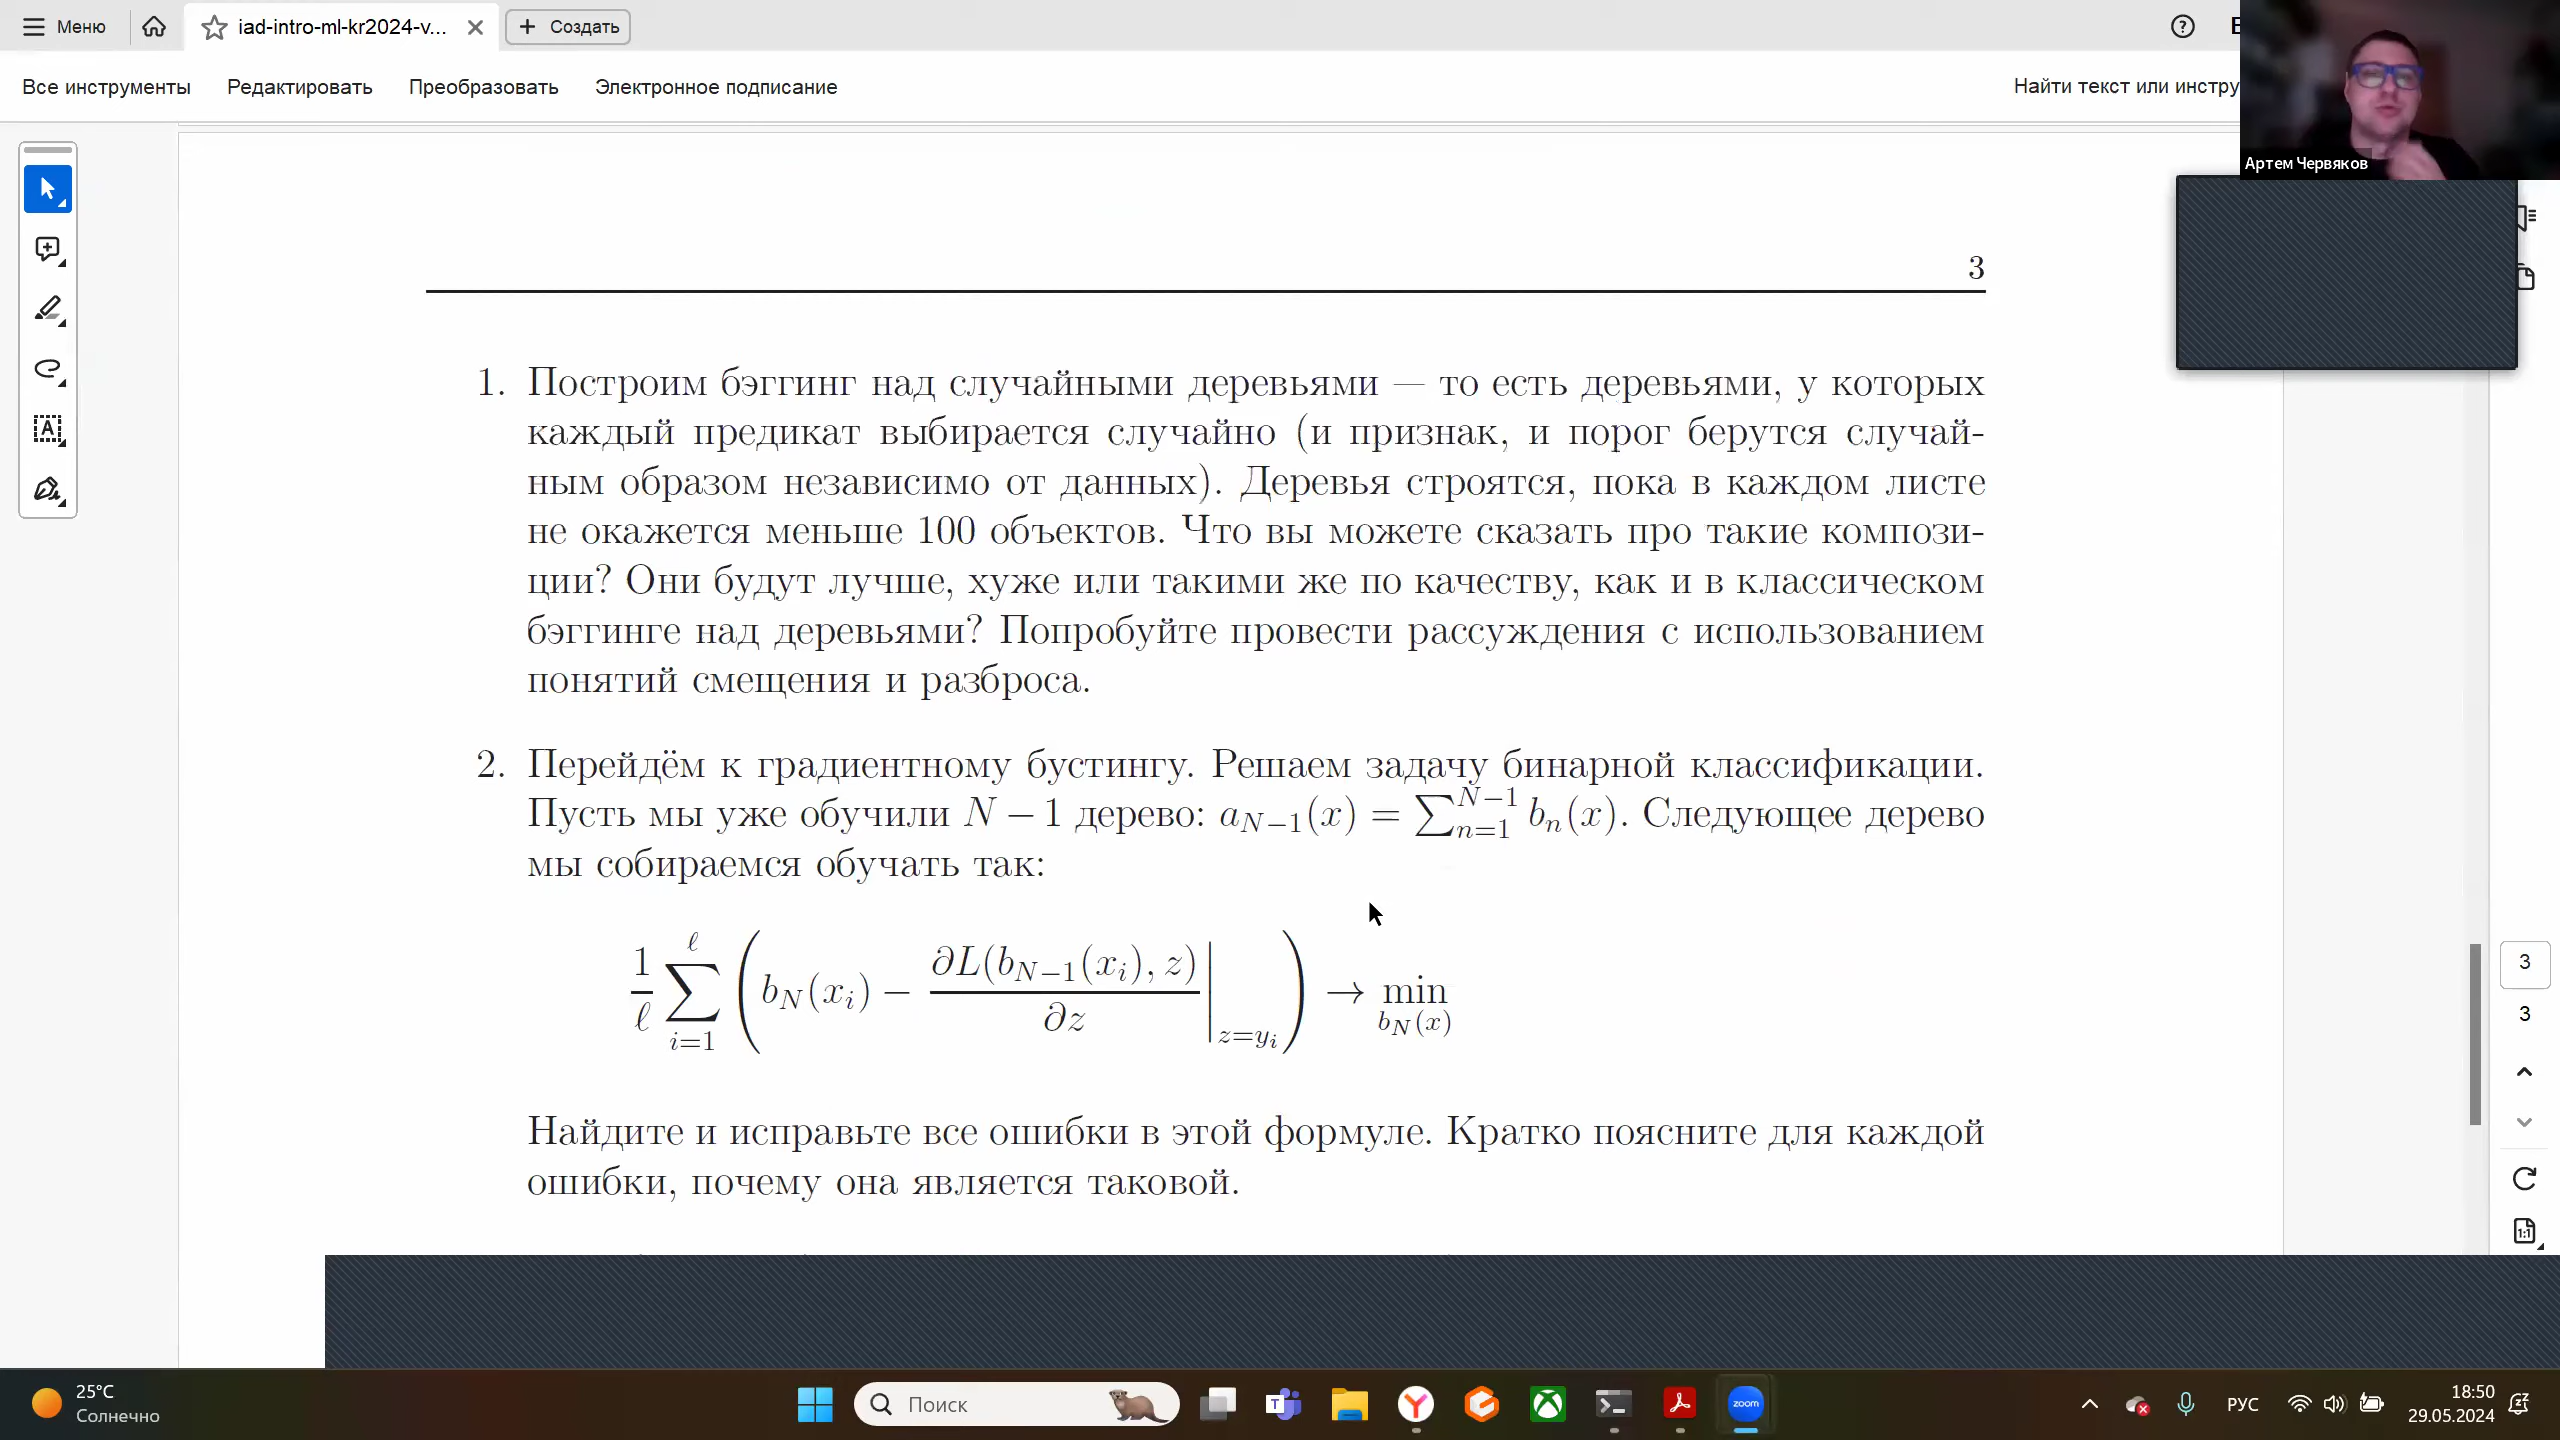 Меню
iad-intro-ml-kr2024-v...
Создать
Все инструменты
Редактировать
Преобразовать
Электронное подписание
Найти текст или инстру
Артем Червяков
3
1. Построим бэггинг над случайными деревьями — то есть деревьями, у которых
каждый предикат выбирается случайно (и признак, и порог берутся случай-
ным образом независимо от данных). Деревья строятся, пока в каждом листе
не окажется меньше 100 объектов. Что вы можете сказать про такие компози-
ции? Они будут лучше, хуже или такими же по качеству, как и в классическом
бэггинге над деревьями? Попробуйте провести рассуждения с использованием
понятий смещения и разброса.
2. Перейдём к градиентному бустингу. Решаем задачу бинарной классификации.
Пусть мы уже обучили N − 1 дерево: a_{N−1}(x) = ∑_{n=1}^{N−1} b_n(x). Следующее дерево
мы собираемся обучать так:
\frac{1}{ℓ} ∑_{i=1}^{ℓ} ( b_N(x_i) − \frac{∂L(b_{N−1}(x_i), z)}{∂z} |_{z=y_i} ) → min_{b_N(x)}
Найдите и исправьте все ошибки в этой формуле. Кратко поясните для каждой
ошибки, почему она является таковой.
3
3
1:1
25°C
Солнечно
Поиск
zoom
РУС
18:50
29.05.2024